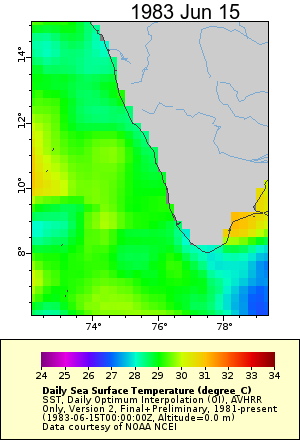 1983 Jun 15
14°
12°
10°
8°
74° 76° 78°
24 25 26 27 28 29 30 31 32 33 34
Daily Sea Surface Temperature (degree_C)
SST, Daily Optimum Interpolation (OI), AVHRR
Only, Version 2, Final+Preliminary, 1981-present
(1983-06-15T00:00:00Z, Altitude=0.0 m)
Data courtesy of NOAA NCEI